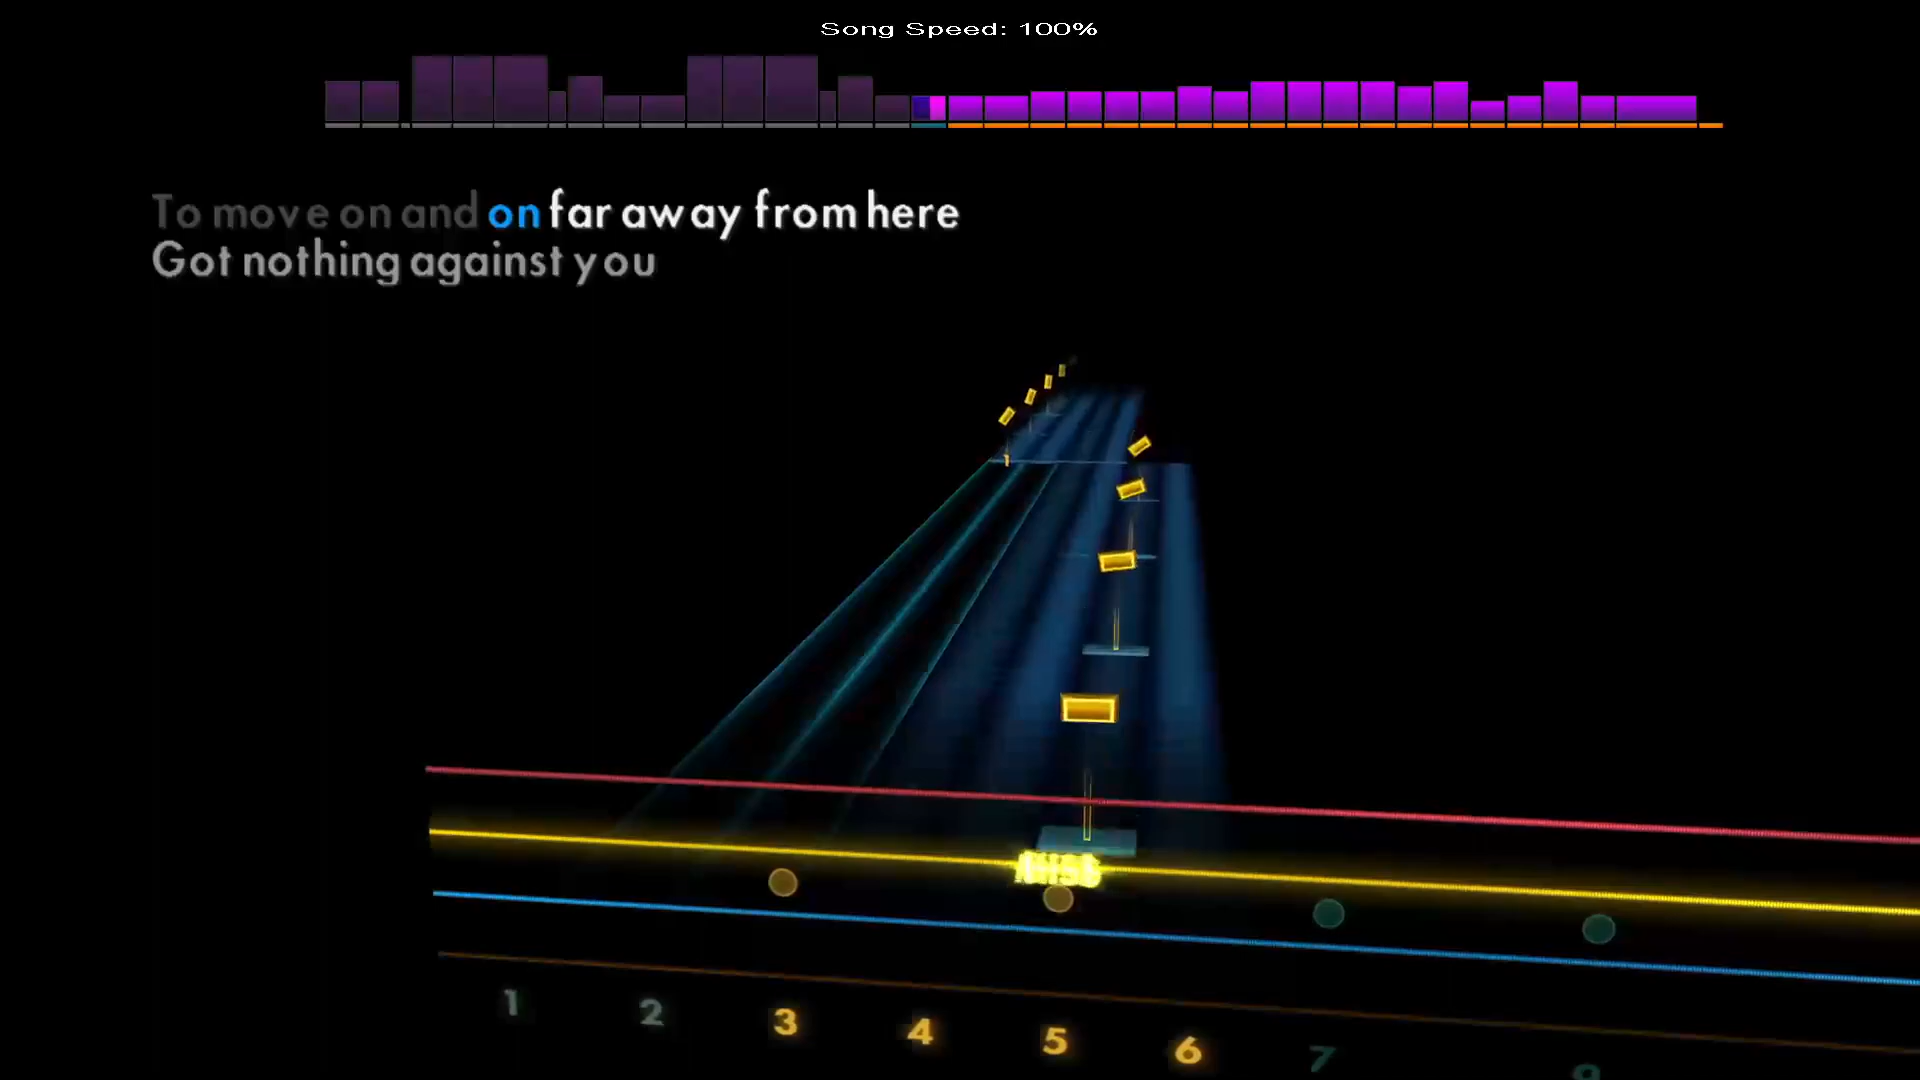 Song Speed: 100%
To move on and on far away from here
Got nothing against you
MISS
1 2 3 4 5 6 7